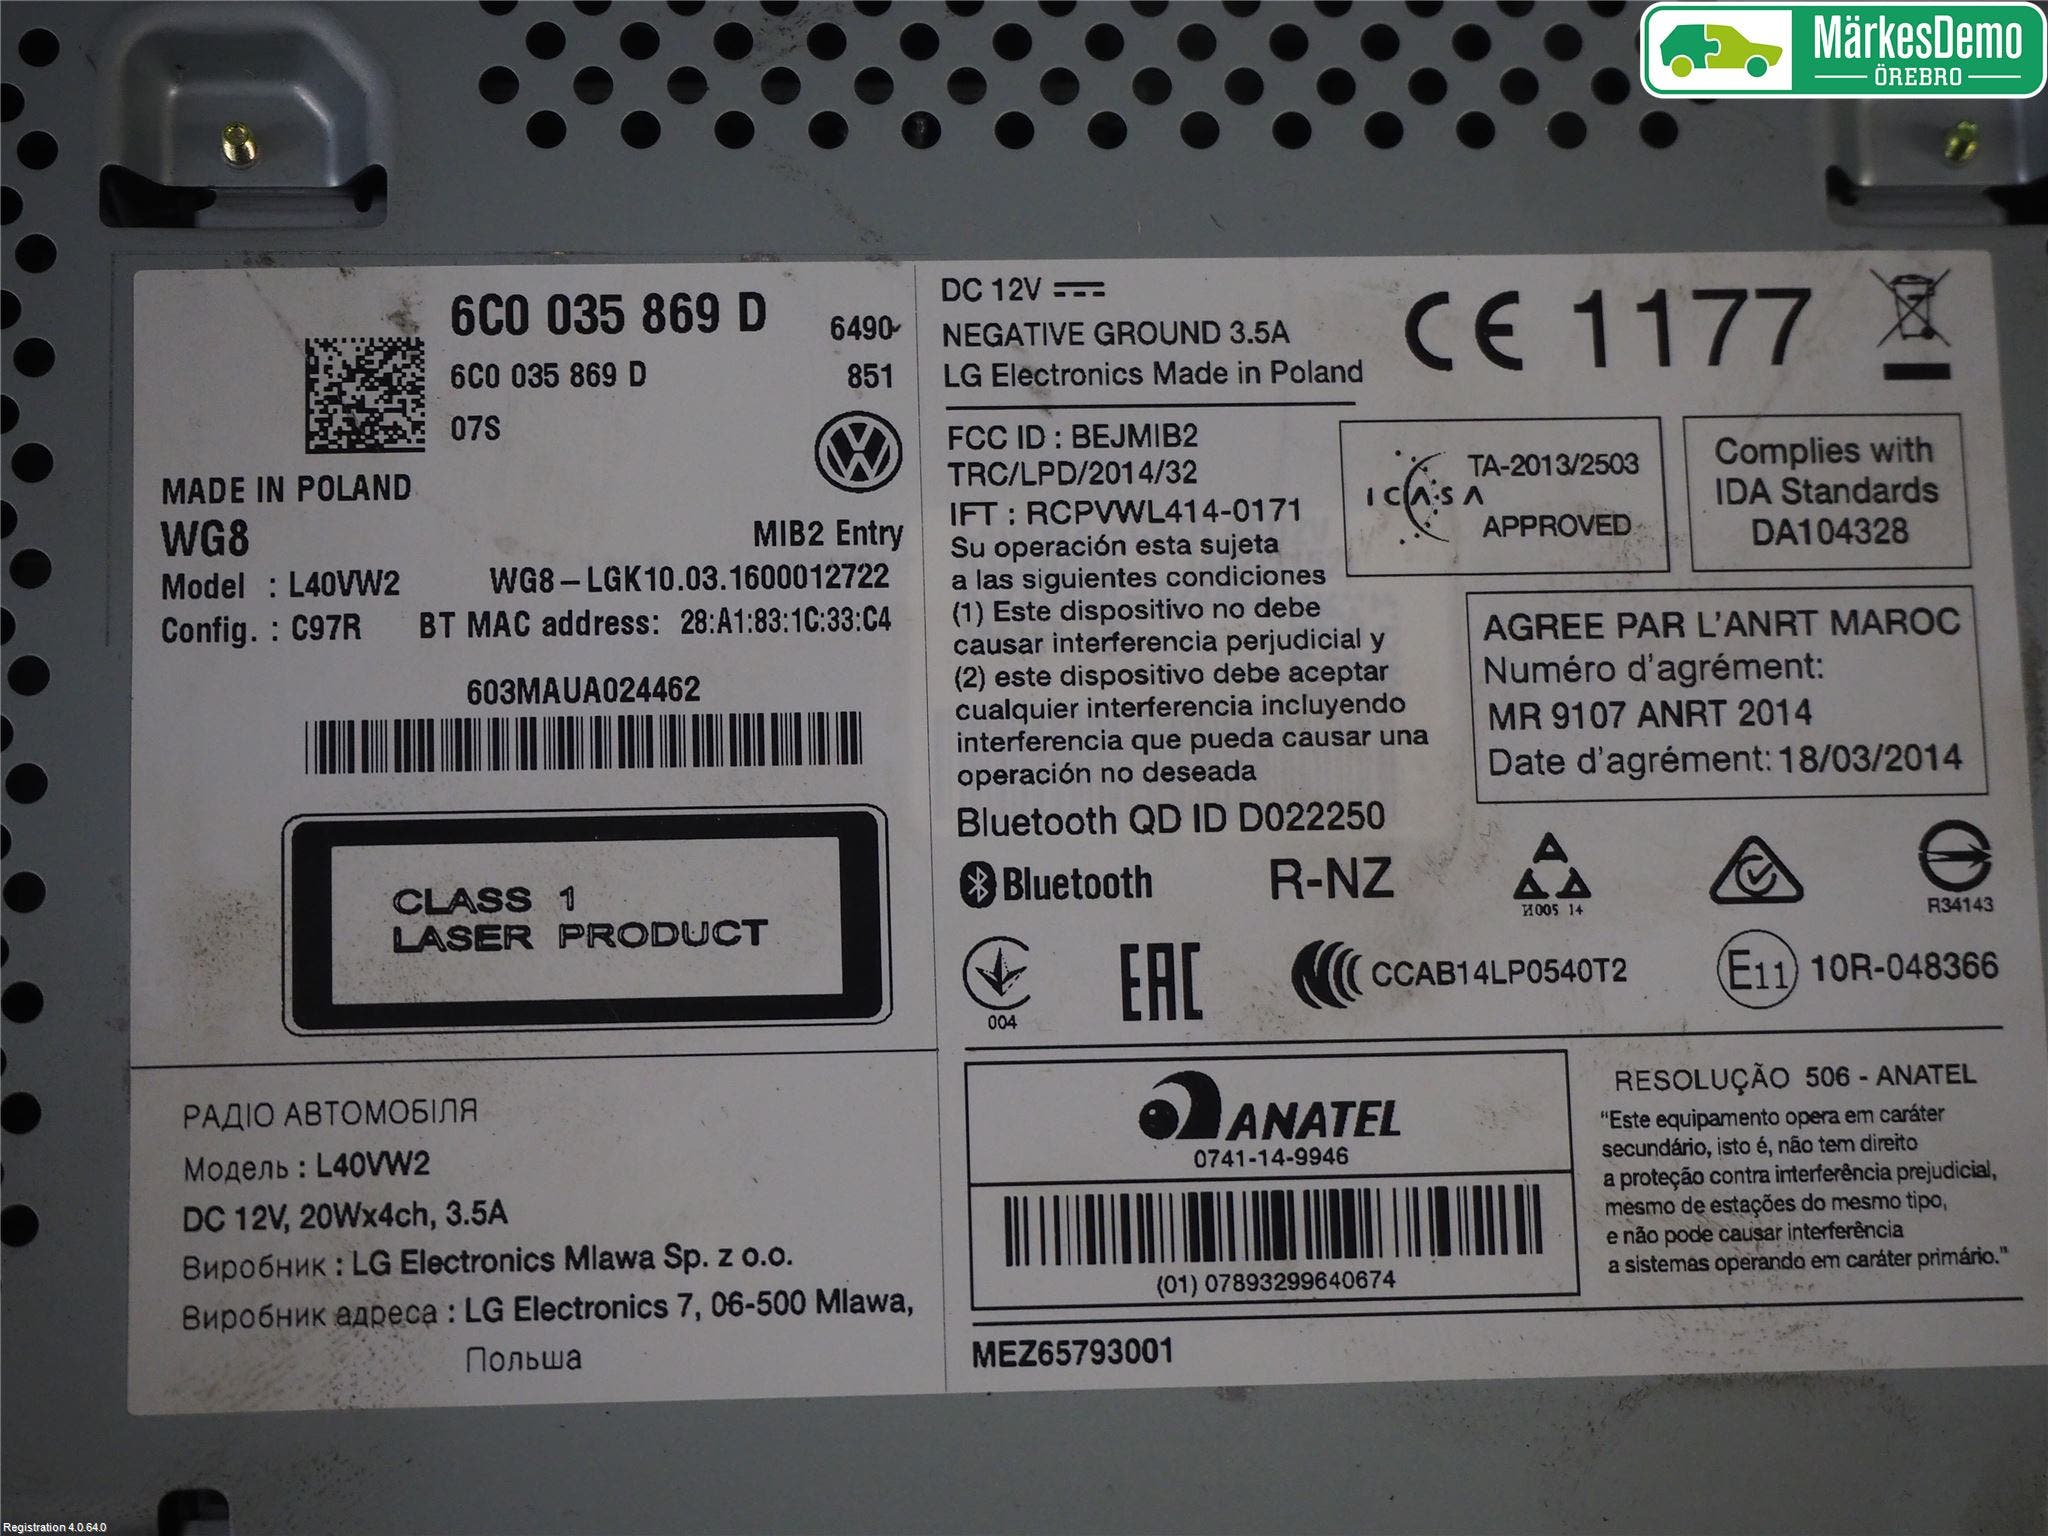 MärkesDemo
ÖREBRO
6C0 035 869 D
6490
6C0 035 869 D
851
07S
MADE IN POLAND
WG8
MIB2 Entry
Model : L40VW2
WG8-LGK10.03.1600012722
Config. : C97R
BT MAC address: 28:A1:83:1C:33:C4
603MAUA024462
CLASS 1
LASER PRODUCT
РАДІО АВТОМОБІЛЯ
Модель : L40VW2
DC 12V, 20Wx4ch, 3.5A
Виробник : LG Electronics Mlawa Sp. z o.o.
Виробник адреса : LG Electronics 7, 06-500 Mlawa,
Польша
DC 12V
NEGATIVE GROUND 3.5A
LG Electronics Made in Poland
CE 1177
FCC ID : BEJMIB2
TRC/LPD/2014/32
IFT : RCPVWL414-0171
Su operación esta sujeta
a las siguientes condiciones
(1) Este dispositivo no debe
causar interferencia perjudicial y
(2) este dispositivo debe aceptar
cualquier interferencia incluyendo
interferencia que pueda causar una
operación no deseada
ICASA
TA-2013/2503
APPROVED
Complies with
IDA Standards
DA104328
AGREE PAR L'ANRT MAROC
Numéro d'agrément:
MR 9107 ANRT 2014
Date d'agrément: 18/03/2014
Bluetooth QD ID D022250
Bluetooth
R-NZ
И005 14
R34143
004
EAC
CCAB14LP0540T2
E11
10R-048366
ANATEL
0741-14-9946
(01) 07893299640674
RESOLUÇÃO 506 - ANATEL
"Este equipamento opera em caráter
secundário, isto é, não tem direito
a proteção contra interferência prejudicial,
mesmo de estações do mesmo tipo,
e não pode causar interferência
a sistemas operando em caráter primário."
MEZ65793001
Registration 4.0.64.0